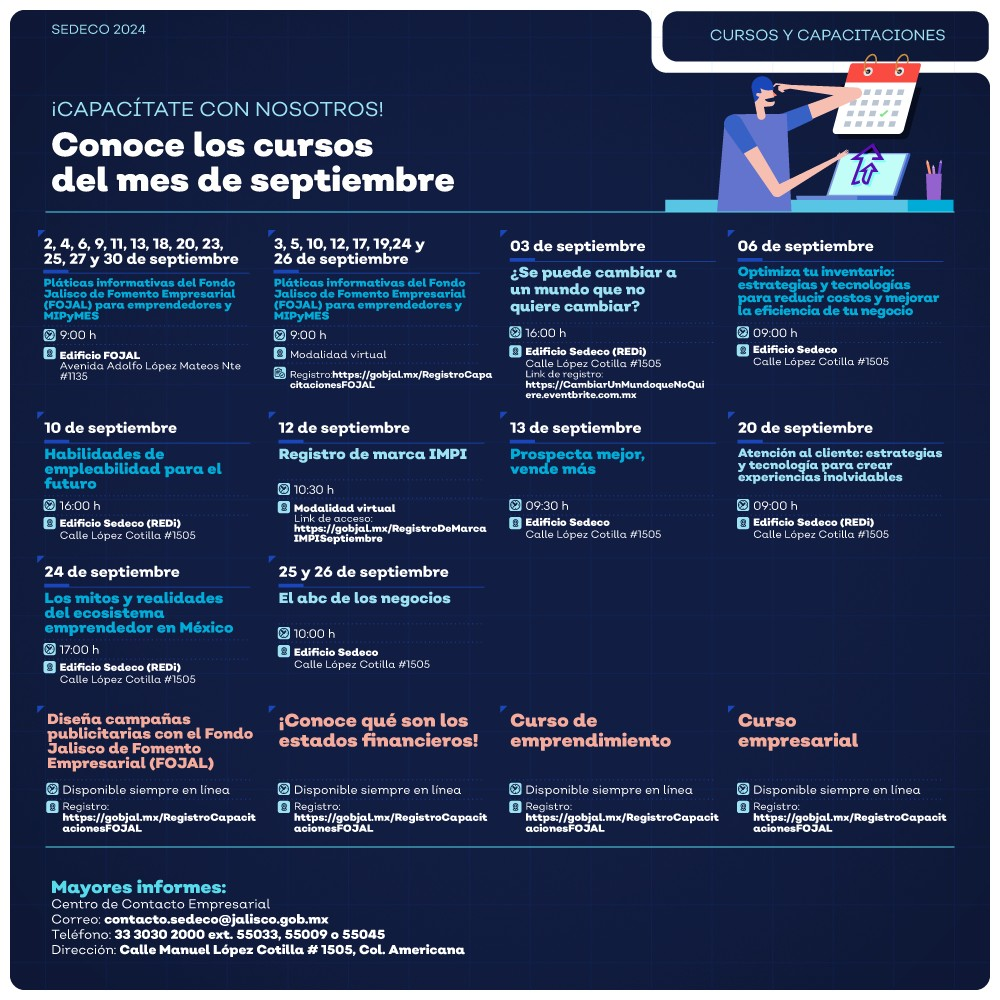 SEDECO 2024
CURSOS Y CAPACITACIONES
¡CAPACÍTATE CON NOSOTROS!
Conoce los cursos
del mes de septiembre
2, 4, 6, 9, 11, 13, 18, 20, 23,
25, 27 y 30 de septiembre
Pláticas informativas del Fondo
Jalisco de Fomento Empresarial
(FOJAL) para emprendedores y
MIPyMES
9:00 h
Edificio FOJAL
Avenida Adolfo López Mateos Nte
#1135
3, 5, 10, 12, 17, 19,24 y
26 de septiembre
Pláticas informativas del Fondo
Jalisco de Fomento Empresarial
(FOJAL) para emprendedores y
MIPyMES
9:00 h
Modalidad virtual
Registro:https://gobjal.mx/RegistroCapa
citacionesFOJAL
03 de septiembre
¿Se puede cambiar a
un mundo que no
quiere cambiar?
16:00 h
Edificio Sedeco (REDi)
Calle López Cotilla #1505
Link de registro:
https://CambiarUnMundoqueNoQui
ere.eventbrite.com.mx
06 de septiembre
Optimiza tu inventario:
estrategias y tecnologías
para reducir costos y mejorar
la eficiencia de tu negocio
09:00 h
Edificio Sedeco
Calle López Cotilla #1505
10 de septiembre
Habilidades de
empleabilidad para el
futuro
16:00 h
Edificio Sedeco (REDi)
Calle López Cotilla #1505
12 de septiembre
Registro de marca IMPI
10:30 h
Modalidad virtual
Link de acceso:
https://gobjal.mx/RegistroDeMarca
IMPISeptiembre
13 de septiembre
Prospecta mejor,
vende más
09:30 h
Edificio Sedeco
Calle López Cotilla #1505
20 de septiembre
Atención al cliente: estrategias
y tecnología para crear
experiencias inolvidables
09:00 h
Edificio Sedeco (REDi)
Calle López Cotilla #1505
24 de septiembre
Los mitos y realidades
del ecosistema
emprendedor en México
17:00 h
Edificio Sedeco (REDi)
Calle López Cotilla #1505
25 y 26 de septiembre
El abc de los negocios
10:00 h
Edificio Sedeco
Calle López Cotilla #1505
Diseña campañas
publicitarias con el Fondo
Jalisco de Fomento
Empresarial (FOJAL)
Disponible siempre en línea
Registro:
https://gobjal.mx/RegistroCapacit
acionesFOJAL
¡Conoce qué son los
estados financieros!
Disponible siempre en línea
Registro:
https://gobjal.mx/RegistroCapacit
acionesFOJAL
Curso de
emprendimiento
Disponible siempre en línea
Registro:
https://gobjal.mx/RegistroCapacit
acionesFOJAL
Curso
empresarial
Disponible siempre en línea
Registro:
https://gobjal.mx/RegistroCapacit
acionesFOJAL
Mayores informes:
Centro de Contacto Empresarial
Correo: contacto.sedeco@jalisco.gob.mx
Teléfono: 33 3030 2000 ext. 55033, 55009 o 55045
Dirección: Calle Manuel López Cotilla # 1505, Col. Americana